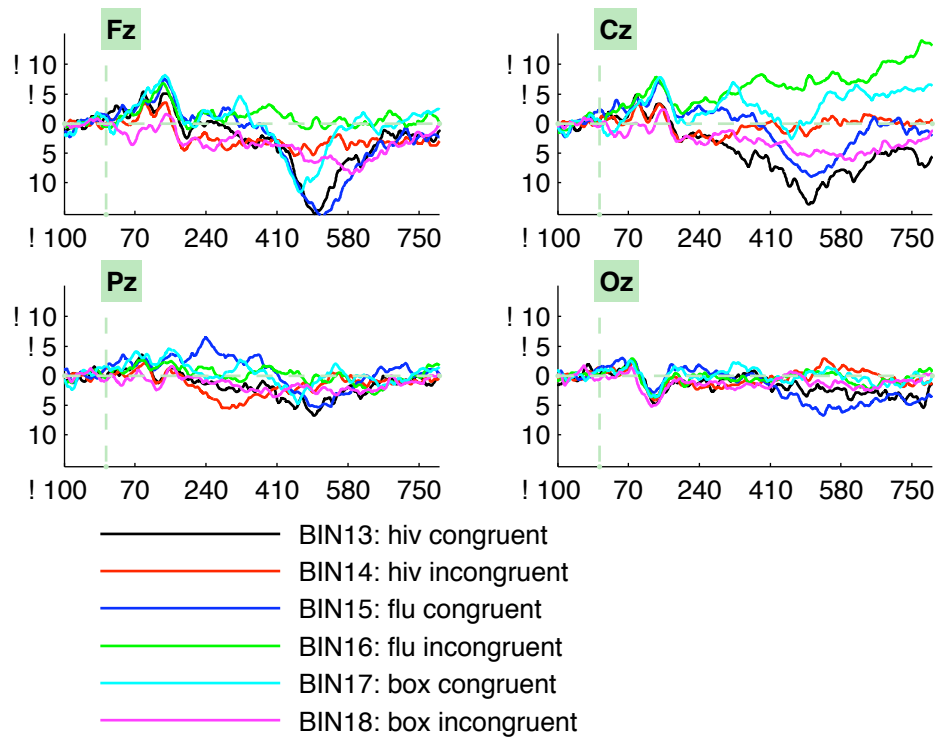 Fz
! 10
! 5
0
5
10
! 100 70 240 410 580 750
Cz
! 10
! 5
0
5
10
! 100 70 240 410 580 750
Pz
! 10
! 5
0
5
10
! 100 70 240 410 580 750
Oz
! 10
! 5
0
5
10
! 100 70 240 410 580 750
BIN13: hiv congruent
BIN14: hiv incongruent
BIN15: flu congruent
BIN16: flu incongruent
BIN17: box congruent
BIN18: box incongruent